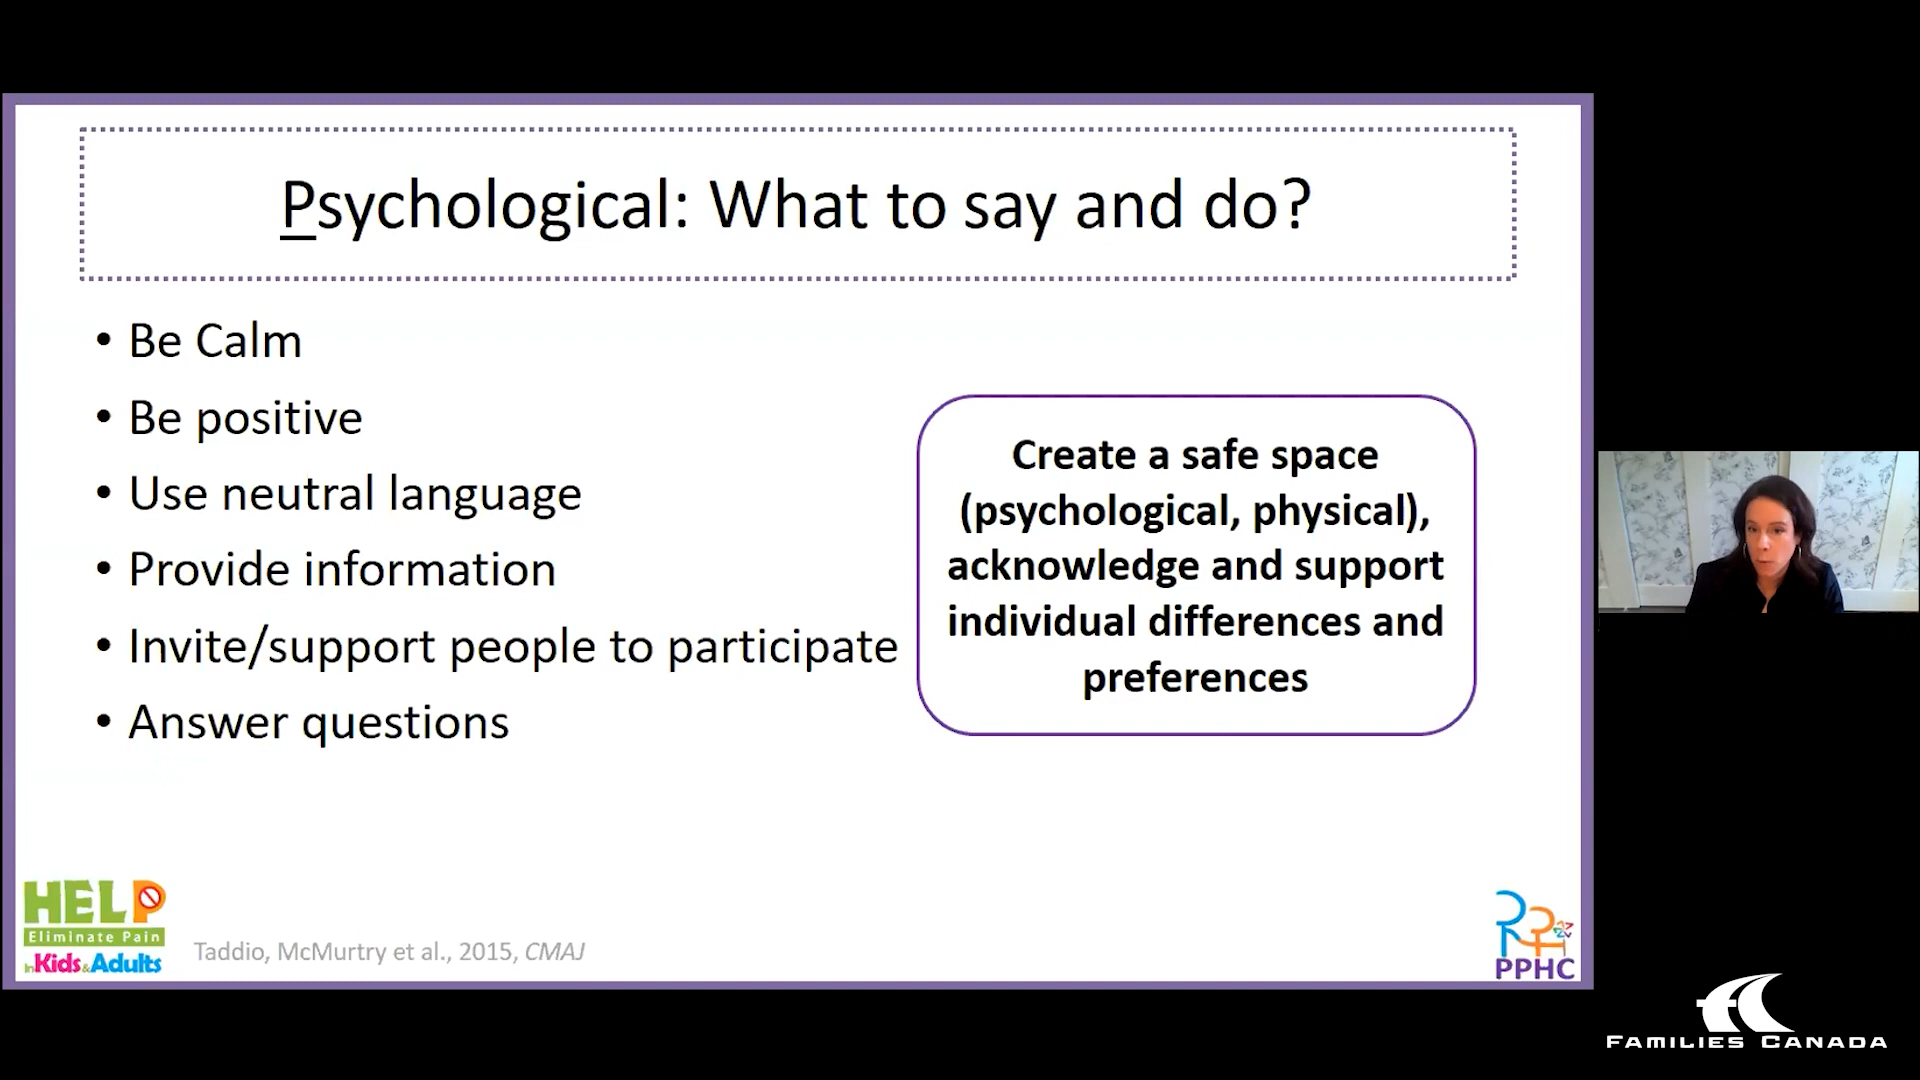 Psychological: What to say and do?
• Be Calm
• Be positive
• Use neutral language
• Provide information
• Invite/support people to participate
• Answer questions
Create a safe space
(psychological, physical),
acknowledge and support
individual differences and
preferences
HELP
Eliminate Pain
in Kids & Adults
Taddio, McMurtry et al., 2015, CMAJ
PPHC
FAMILIES CANADA